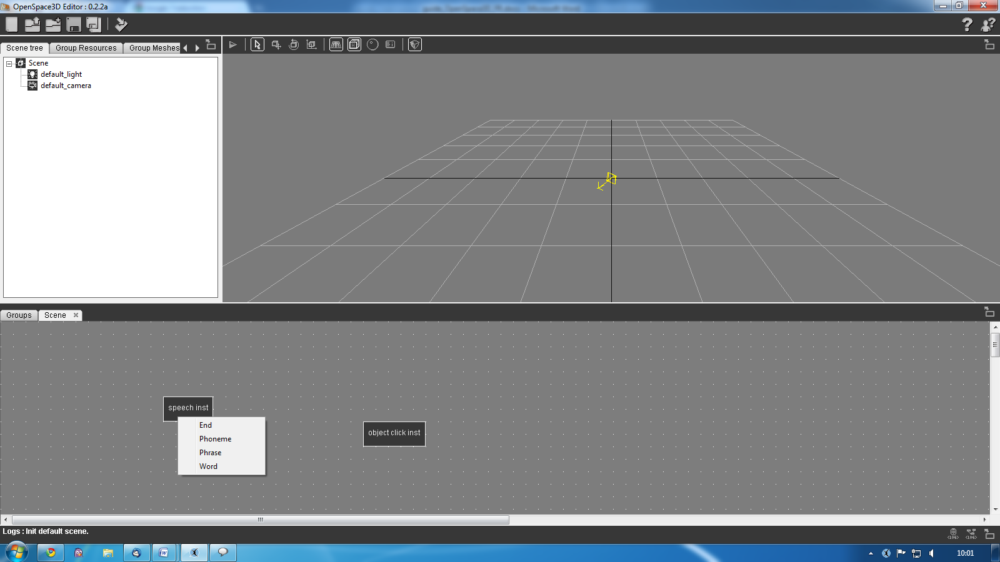 OpenSpace3D Editor : 0.2.2a
Scene tree
Group Resources
Group Meshes
Scene
default_light
default_camera
Groups
Scene
speech inst
End
Phoneme
Phrase
Word
object click inst
Logs : Init default scene.
10:01